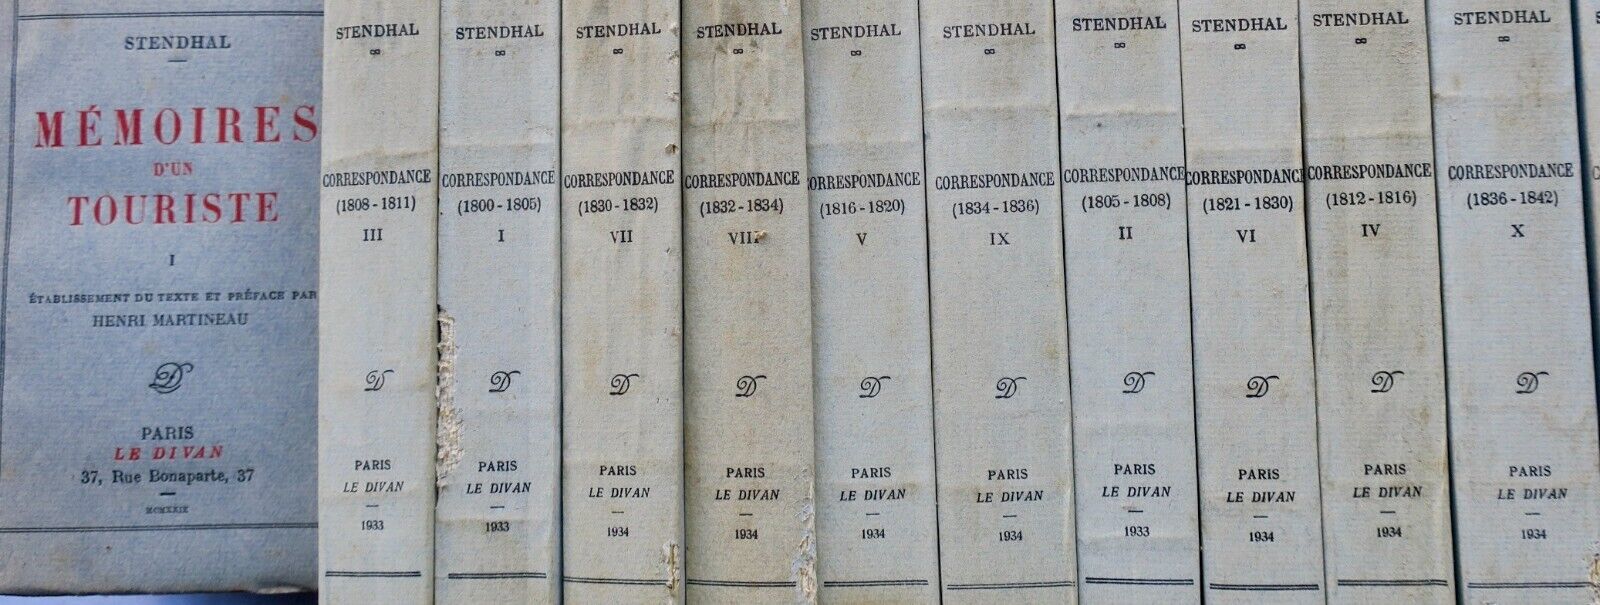 STENDHAL
MÉMOIRES
D'UN
TOURISTE
I
ÉTABLISSEMENT DU TEXTE ET PRÉFACE PAR
HENRI MARTINEAU
D
PARIS
LE DIVAN
37, Rue Bonaparte, 37
MCMXXIX
STENDHAL
CORRESPONDANCE
(1808-1811)
III
D
PARIS
LE DIVAN
1933
STENDHAL
CORRESPONDANCE
(1800-1805)
I
D
PARIS
LE DIVAN
1933
STENDHAL
CORRESPONDANCE
(1830-1832)
VII
D
PARIS
LE DIVAN
1934
STENDHAL
CORRESPONDANCE
(1832-1834)
VIII
D
PARIS
LE DIVAN
1934
STENDHAL
CORRESPONDANCE
(1816-1820)
V
D
PARIS
LE DIVAN
1934
STENDHAL
CORRESPONDANCE
(1834-1836)
IX
D
PARIS
LE DIVAN
1934
STENDHAL
CORRESPONDANCE
(1805-1808)
II
D
PARIS
LE DIVAN
1933
STENDHAL
CORRESPONDANCE
(1821-1830)
VI
D
PARIS
LE DIVAN
1934
STENDHAL
CORRESPONDANCE
(1812-1816)
IV
D
PARIS
LE DIVAN
1934
STENDHAL
CORRESPONDANCE
(1836-1842)
X
D
PARIS
LE DIVAN
1934